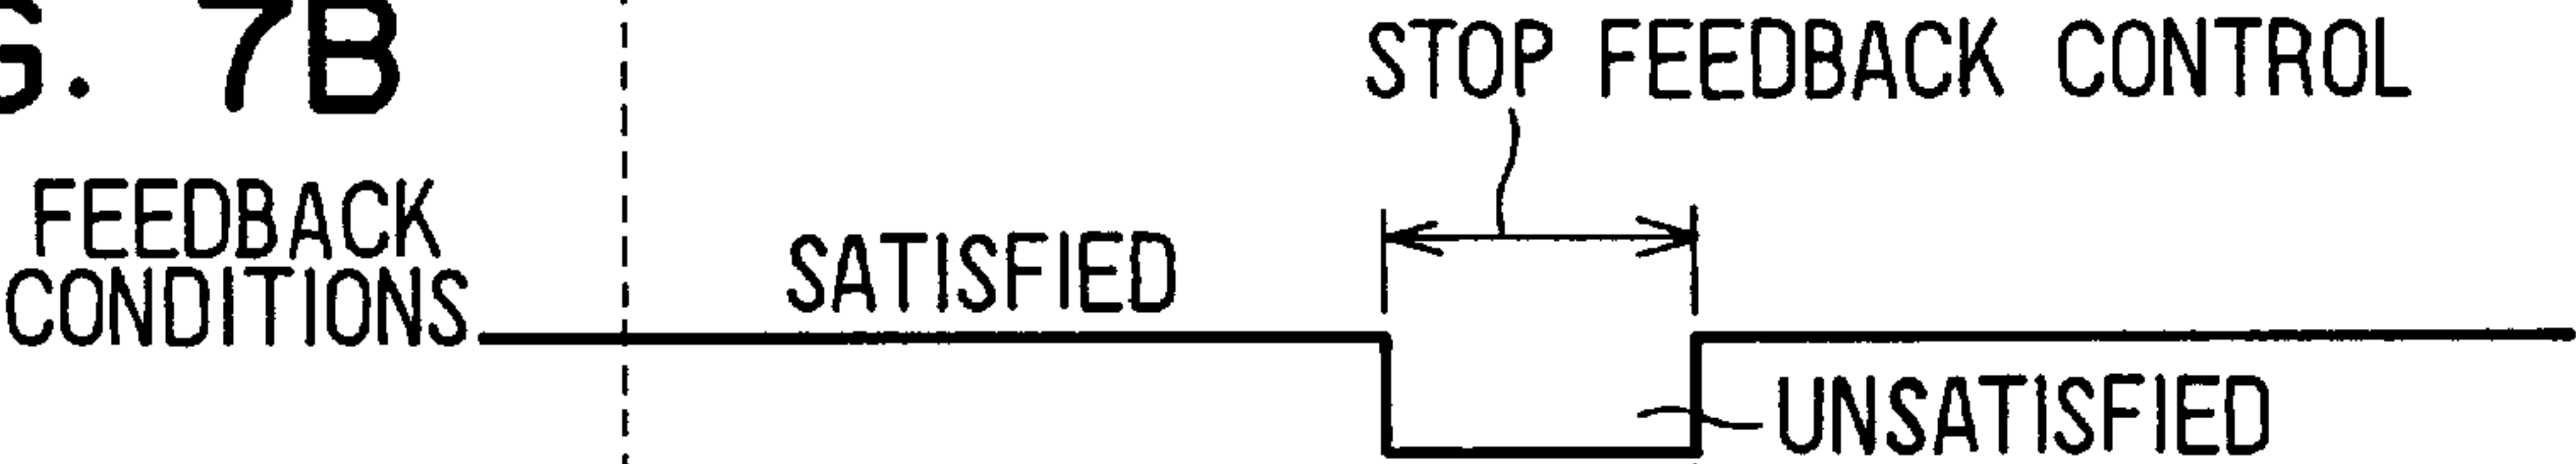 G. 7B
STOP FEEDBACK CONTROL
FEEDBACK
CONDITIONS
SATISFIED
UNSATISFIED